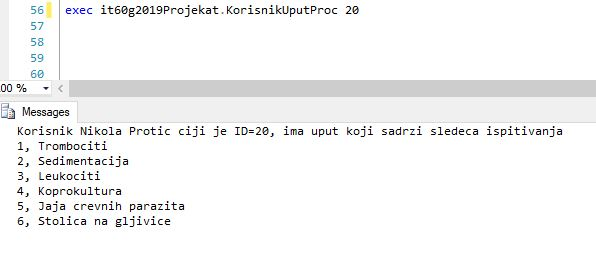 56 exec it60g2019Projekat.KorisnikUputProc 20
57
58
59
60
00 %
Messages
Korisnik Nikola Protic ciji je ID=20, ima uput koji sadrzi sledeca ispitivanja
1, Trombociti
2, Sedimentacija
3, Leukociti
4, Koprokultura
5, Jaja crevnih parazita
6, Stolica na gljivice